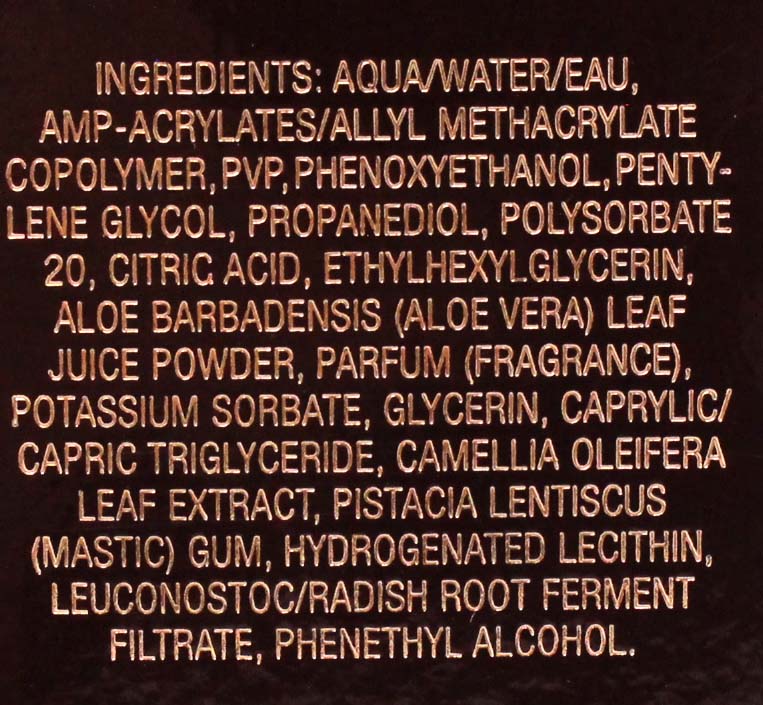 INGREDIENTS: AQUA/WATER/EAU,
AMP-ACRYLATES/ALLYL METHACRYLATE
COPOLYMER, PVP, PHENOXYETHANOL, PENTY-
LENE GLYCOL, PROPANEDIOL, POLYSORBATE
20, CITRIC ACID, ETHYLHEXYLGLYCERIN,
ALOE BARBADENSIS (ALOE VERA) LEAF
JUICE POWDER, PARFUM (FRAGRANCE),
POTASSIUM SORBATE, GLYCERIN, CAPRYLIC/
CAPRIC TRIGLYCERIDE, CAMELLIA OLEIFERA
LEAF EXTRACT, PISTACIA LENTISCUS
(MASTIC) GUM, HYDROGENATED LECITHIN,
LEUCONOSTOC/RADISH ROOT FERMENT
FILTRATE, PHENETHYL ALCOHOL.